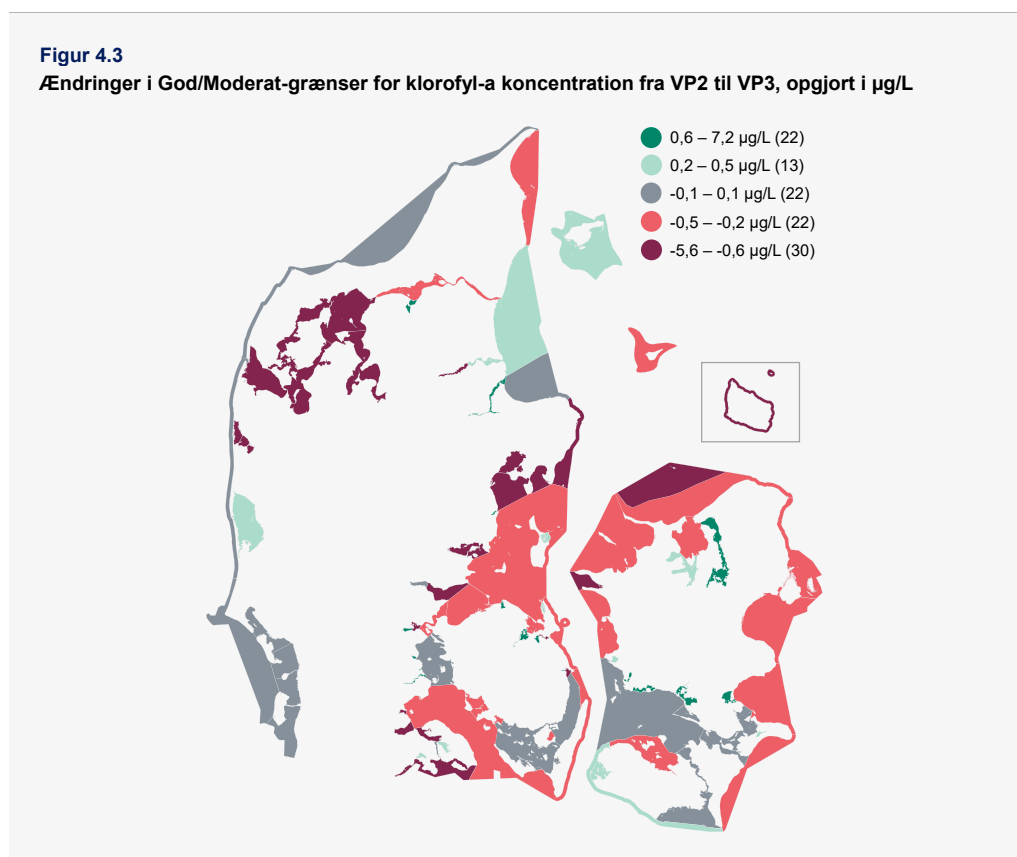 Figur 4.3
Ændringer i God/Moderat-grænser for klorofyl-a koncentration fra VP2 til VP3, opgjort i µg/L
0,6 – 7,2 µg/L (22)
0,2 – 0,5 µg/L (13)
-0,1 – 0,1 µg/L (22)
-0,5 – -0,2 µg/L (22)
-5,6 – -0,6 µg/L (30)